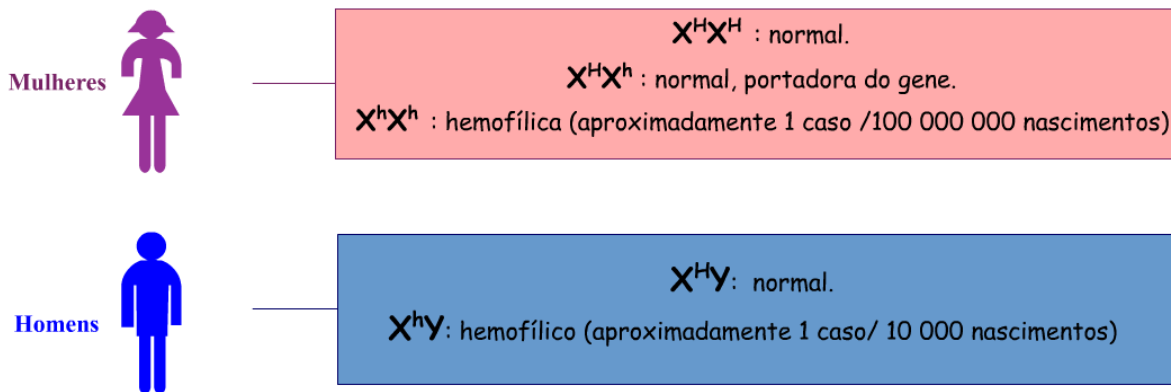 Mulheres
XᴴXᴴ : normal.
XᴴXʰ : normal, portadora do gene.
XʰXʰ : hemofílica (aproximadamente 1 caso /100 000 000 nascimentos)
Homens
XᴴY: normal.
XʰY: hemofílico (aproximadamente 1 caso/ 10 000 nascimentos)